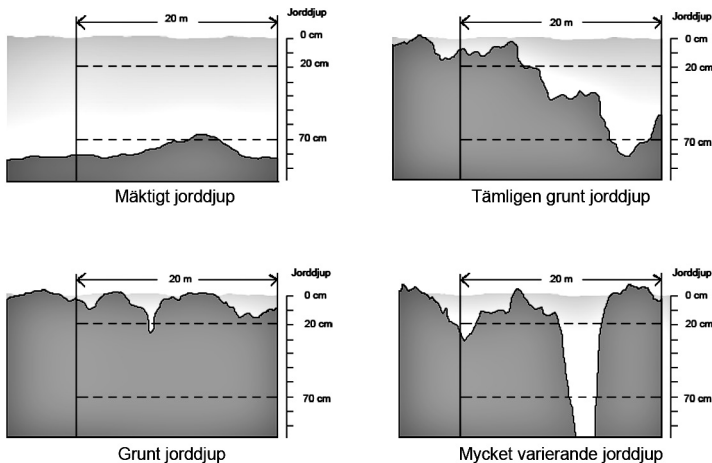 Jorddjup
20 m
0 cm
20 cm
70 cm
Mäktigt jorddjup
Jorddjup
20 m
0 cm
20 cm
70 cm
Tämligen grunt jorddjup
Jorddjup
20 m
0 cm
20 cm
70 cm
Grunt jorddjup
Jorddjup
20 m
0 cm
20 cm
70 cm
Mycket varierande jorddjup